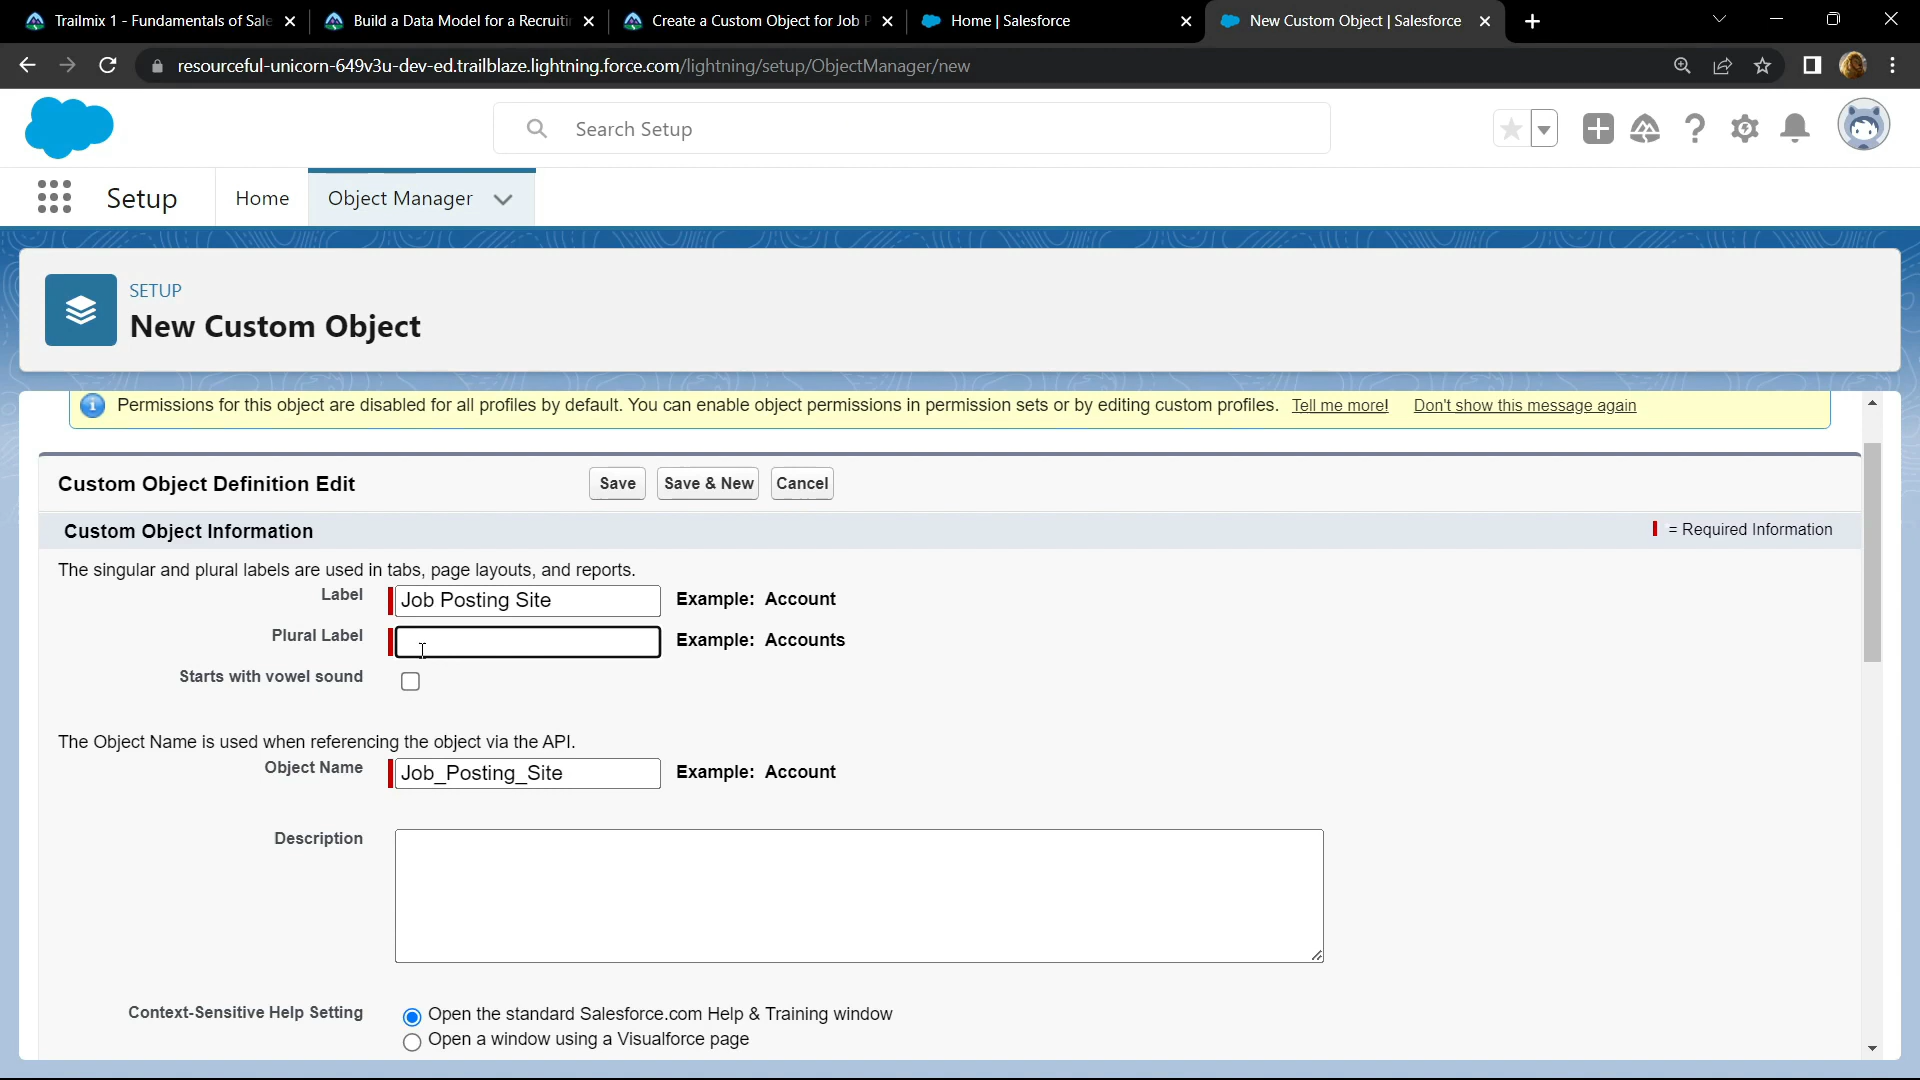 Trailmix 1 - Fundamentals of Sale
Build a Data Model for a Recruitin
Create a Custom Object for Job P
Home | Salesforce
New Custom Object | Salesforce
resourceful-unicorn-649v3u-dev-ed.trailblaze.lightning.force.com/lightning/setup/ObjectManager/new
Search Setup
Setup
Home
Object Manager
SETUP
New Custom Object
Permissions for this object are disabled for all profiles by default. You can enable object permissions in permission sets or by editing custom profiles. Tell me more! Don't show this message again
Custom Object Definition Edit
Save
Save & New
Cancel
Custom Object Information
= Required Information
The singular and plural labels are used in tabs, page layouts, and reports.
Label
Job Posting Site
Example: Account
Plural Label
Example: Accounts
Starts with vowel sound
The Object Name is used when referencing the object via the API.
Object Name
Job_Posting_Site
Example: Account
Description
Context-Sensitive Help Setting
Open the standard Salesforce.com Help & Training window
Open a window using a Visualforce page